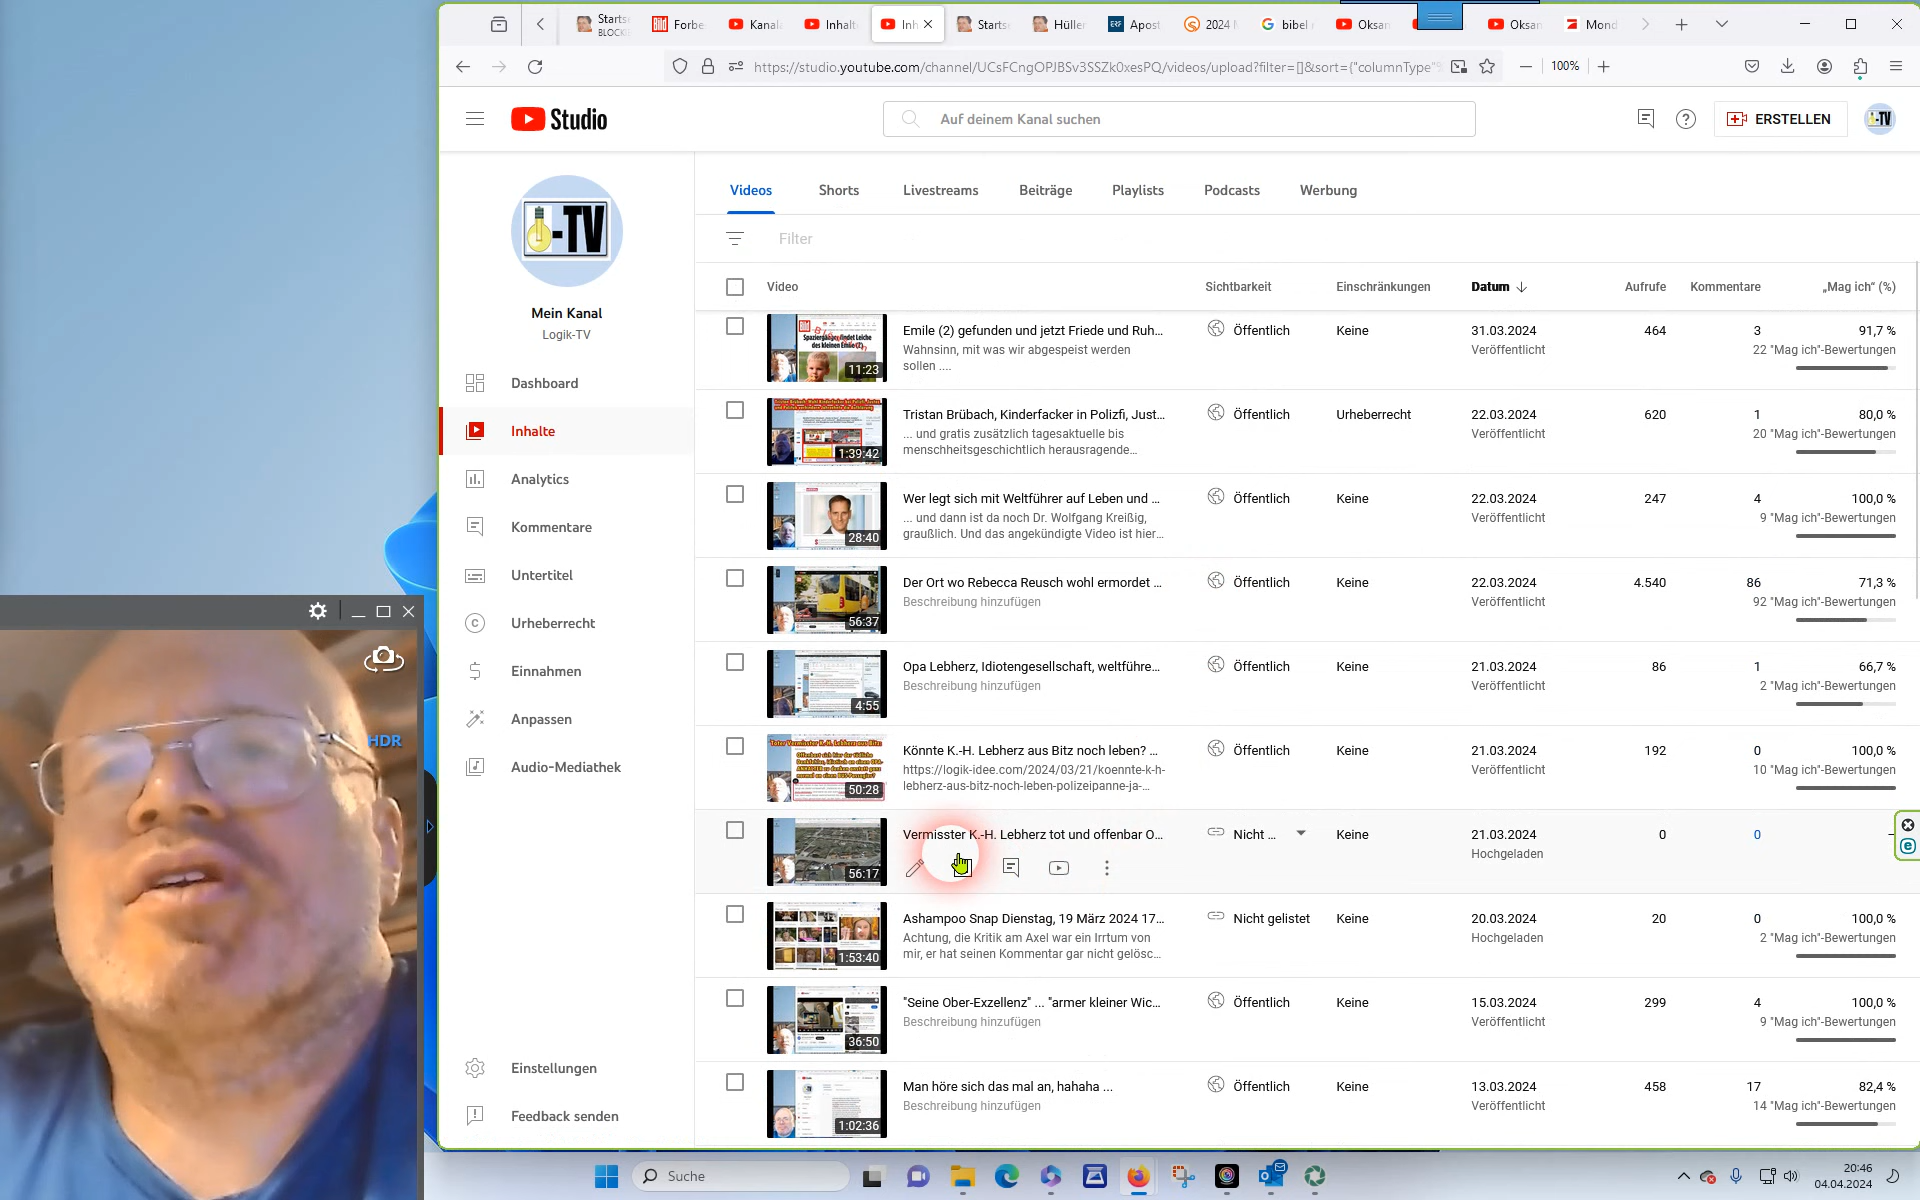 Starts
BLOCK
Forbe
Kanal
Inhalt
Inh
Starts
Hüller
ERF
Apost
2024
bibel
Oksan
Oksan
Mond
https://studio.youtube.com/channel/UCsFCngOPJBSv3SSZk0xesPQ/videos/upload?filter=[]&sort={"columnType"
100%
Studio
Auf deinem Kanal suchen
ERSTELLEN
-TV
-TV
Mein Kanal
Logik-TV
Dashboard
Inhalte
Analytics
Kommentare
Untertitel
Urheberrecht
Einnahmen
Anpassen
Audio-Mediathek
Einstellungen
Feedback senden
Videos Shorts Livestreams Beiträge Playlists Podcasts Werbung
Filter
Video Sichtbarkeit Einschränkungen Datum Aufrufe Kommentare „Mag ich“ (%)
Bild
Spaziergänger findet Leiche
des kleinen Emile (2)
11:23
Emile (2) gefunden und jetzt Friede und Ruh... Öffentlich Keine 31.03.2024 464 3 91,7 %
Wahnsinn, mit was wir abgespeist werden Veröffentlicht 22 "Mag ich"-Bewertungen
sollen ....
1:39:42
Tristan Brübach, Kinderfacker in Polizfi, Just... Öffentlich Urheberrecht 22.03.2024 620 1 80,0 %
... und gratis zusätzlich tagesaktuelle bis Veröffentlicht 20 "Mag ich"-Bewertungen
menschheitsgeschichtlich herausragende...
28:40
Wer legt sich mit Weltführer auf Leben und ... Öffentlich Keine 22.03.2024 247 4 100,0 %
... und dann ist da noch Dr. Wolfgang Kreißig, Veröffentlicht 9 "Mag ich"-Bewertungen
graußlich. Und das angekündigte Video ist hier...
56:37
Der Ort wo Rebecca Reusch wohl ermordet ... Öffentlich Keine 22.03.2024 4.540 86 71,3 %
Beschreibung hinzufügen Veröffentlicht 92 "Mag ich"-Bewertungen
4:55
Opa Lebherz, Idiotengesellschaft, weltführe... Öffentlich Keine 21.03.2024 86 1 66,7 %
Beschreibung hinzufügen Veröffentlicht 2 "Mag ich"-Bewertungen
Toter Vermisster K.-H. Lebherz aus Bitz:
50:28
Könnte K.-H. Lebherz aus Bitz noch leben? ... Öffentlich Keine 21.03.2024 192 0 100,0 %
https://logik-idee.com/2024/03/21/koennte-k-h- Veröffentlicht 10 "Mag ich"-Bewertungen
lebherz-aus-bitz-noch-leben-polizeipanne-ja-...
56:17
Vermisster K.-H. Lebherz tot und offenbar O... Nicht ... Keine 21.03.2024 0 0 –
Hochgeladen
1:53:40
Ashampoo Snap Dienstag, 19 März 2024 17... Nicht gelistet Keine 20.03.2024 20 0 100,0 %
Achtung, die Kritik am Axel war ein Irrtum von Hochgeladen 2 "Mag ich"-Bewertungen
mir, er hat seinen Kommentar gar nicht gelösc...
36:50
"Seine Ober-Exzellenz" ... "armer kleiner Wic... Öffentlich Keine 15.03.2024 299 4 100,0 %
Beschreibung hinzufügen Veröffentlicht 9 "Mag ich"-Bewertungen
1:02:36
Man höre sich das mal an, hahaha ... Öffentlich Keine 13.03.2024 458 17 82,4 %
Beschreibung hinzufügen Veröffentlicht 14 "Mag ich"-Bewertungen
HDR
Suche
20:46
04.04.2024